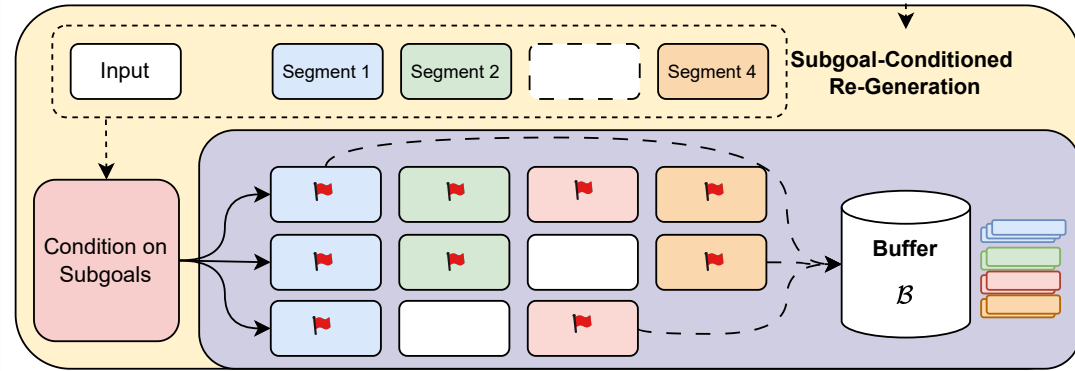 Input
Segment 1
Segment 2
Segment 4
Subgoal-Conditioned
Re-Generation
Condition on
Subgoals
Buffer
ℬ